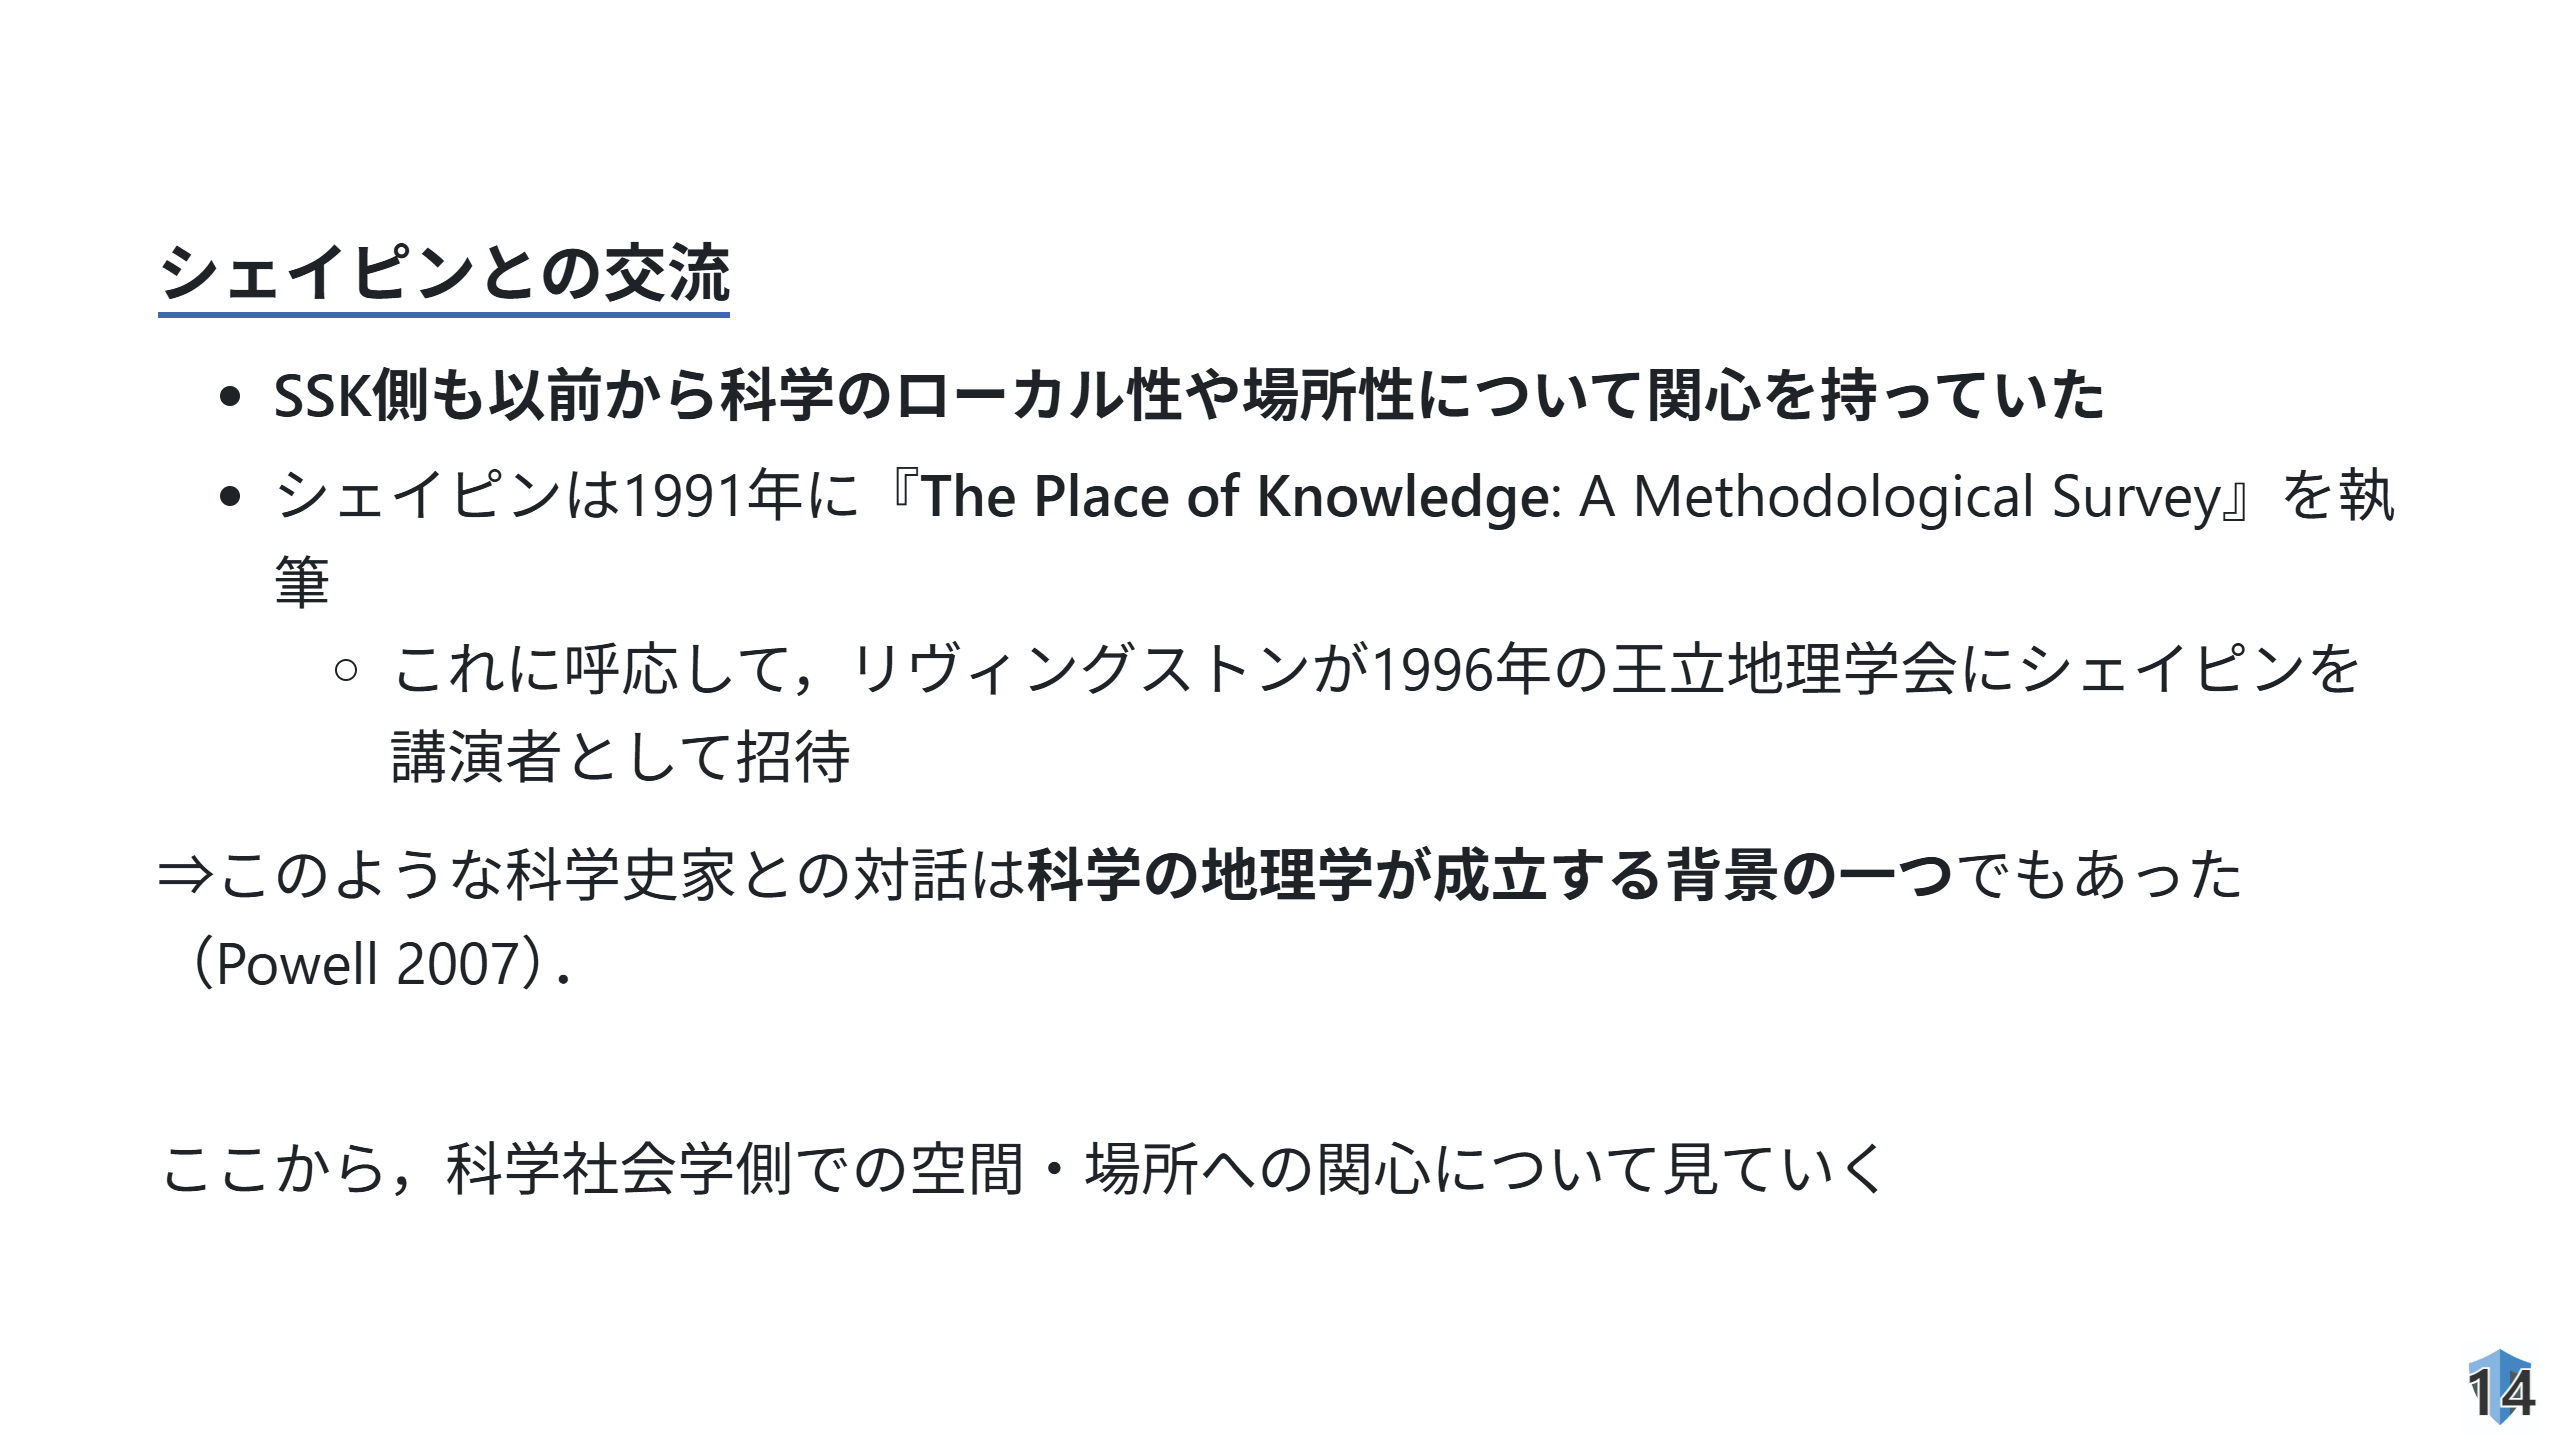 シェイピンとの交流
• SSK側も以前から科学のローカル性や場所性について関心を持っていた
• シェイピンは1991年に『The Place of Knowledge: A Methodological Survey』を執
筆
○ これに呼応して，リヴィングストンが1996年の王立地理学会にシェイピンを
講演者として招待
⇒このような科学史家との対話は科学の地理学が成立する背景の一つでもあった
（Powell 2007）．
ここから，科学社会学側での空間・場所への関心について見ていく
14